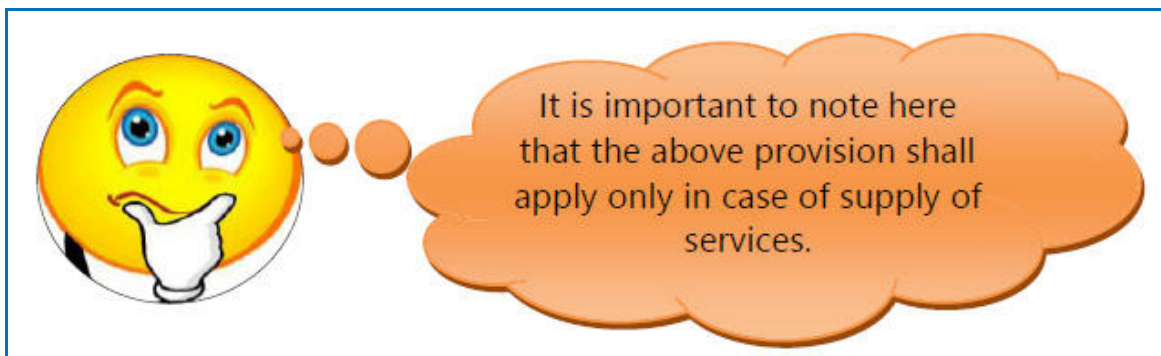 It is important to note here
that the above provision shall
apply only in case of supply of
services.